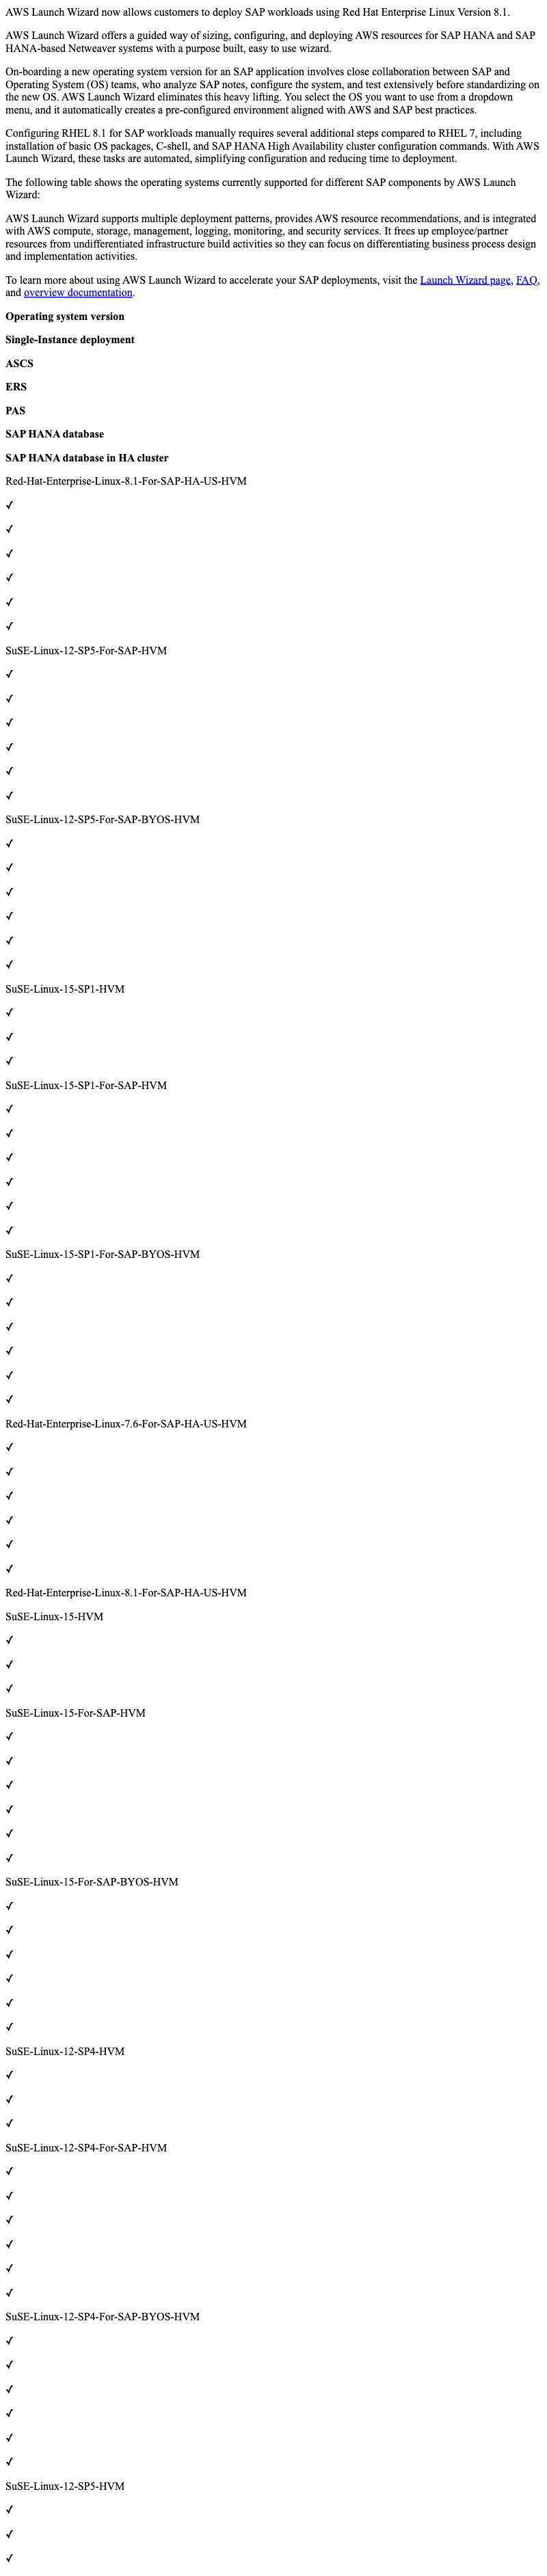 AWS Launch Wizard now allows customers to deploy SAP workloads using Red Hat Enterprise Linux Version 8.1.
AWS Launch Wizard offers a guided way of sizing, configuring, and deploying AWS resources for SAP HANA and SAP
HANA-based Netweaver systems with a purpose built, easy to use wizard.
On-boarding a new operating system version for an SAP application involves close collaboration between SAP and
Operating System (OS) teams, who analyze SAP notes, configure the system, and test extensively before standardizing on
the new OS. AWS Launch Wizard eliminates this heavy lifting. You select the OS you want to use from a dropdown
menu, and it automatically creates a pre-configured environment aligned with AWS and SAP best practices.
Configuring RHEL 8.1 for SAP workloads manually requires several additional steps compared to RHEL 7, including
installation of basic OS packages, C-shell, and SAP HANA High Availability cluster configuration commands. With AWS
Launch Wizard, these tasks are automated, simplifying configuration and reducing time to deployment.
The following table shows the operating systems currently supported for different SAP components by AWS Launch
Wizard:
AWS Launch Wizard supports multiple deployment patterns, provides AWS resource recommendations, and is integrated
with AWS compute, storage, management, logging, monitoring, and security services. It frees up employee/partner
resources from undifferentiated infrastructure build activities so they can focus on differentiating business process design
and implementation activities.
To learn more about using AWS Launch Wizard to accelerate your SAP deployments, visit the Launch Wizard page, FAQ,
and overview documentation.
Operating system version
Single-Instance deployment
ASCS
ERS
PAS
SAP HANA database
SAP HANA database in HA cluster
Red-Hat-Enterprise-Linux-8.1-For-SAP-HA-US-HVM
✓
✓
✓
✓
✓
✓
SuSE-Linux-12-SP5-For-SAP-HVM
✓
✓
✓
✓
✓
✓
SuSE-Linux-12-SP5-For-SAP-BYOS-HVM
✓
✓
✓
✓
✓
✓
SuSE-Linux-15-SP1-HVM
✓
✓
✓
SuSE-Linux-15-SP1-For-SAP-HVM
✓
✓
✓
✓
✓
✓
SuSE-Linux-15-SP1-For-SAP-BYOS-HVM
✓
✓
✓
✓
✓
✓
Red-Hat-Enterprise-Linux-7.6-For-SAP-HA-US-HVM
✓
✓
✓
✓
✓
✓
Red-Hat-Enterprise-Linux-8.1-For-SAP-HA-US-HVM
SuSE-Linux-15-HVM
✓
✓
✓
SuSE-Linux-15-For-SAP-HVM
✓
✓
✓
✓
✓
✓
SuSE-Linux-15-For-SAP-BYOS-HVM
✓
✓
✓
✓
✓
✓
SuSE-Linux-12-SP4-HVM
✓
✓
✓
SuSE-Linux-12-SP4-For-SAP-HVM
✓
✓
✓
✓
✓
✓
SuSE-Linux-12-SP4-For-SAP-BYOS-HVM
✓
✓
✓
✓
✓
✓
SuSE-Linux-12-SP5-HVM
✓
✓
✓